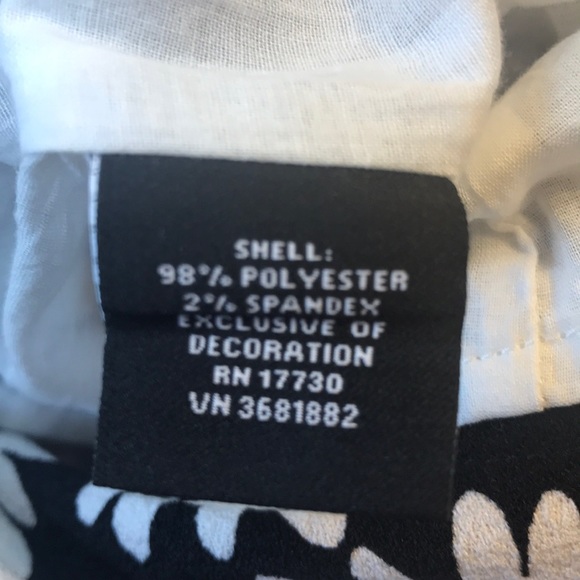 SHELL:
98% POLYESTER
2% SPANDEX
EXCLUSIVE OF
DECORATION
RN 17730
VN 3681882